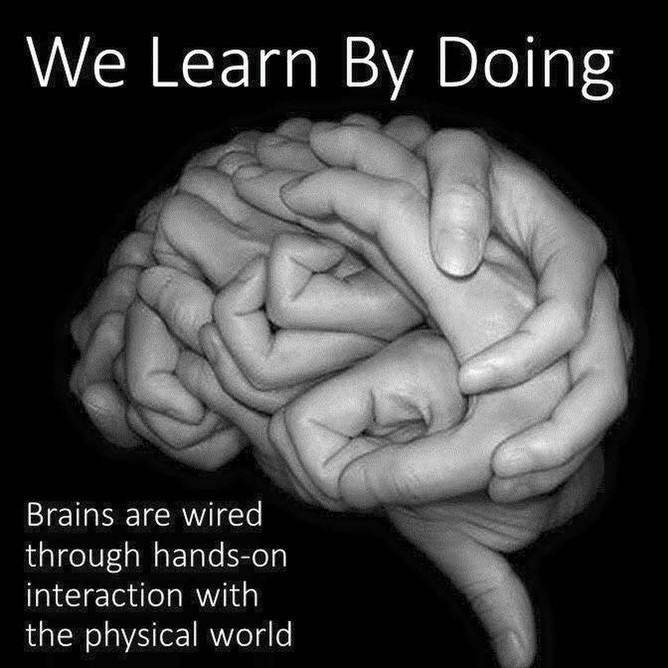 We Learn By Doing
Brains are wired
through hands-on
interaction with
the physical world